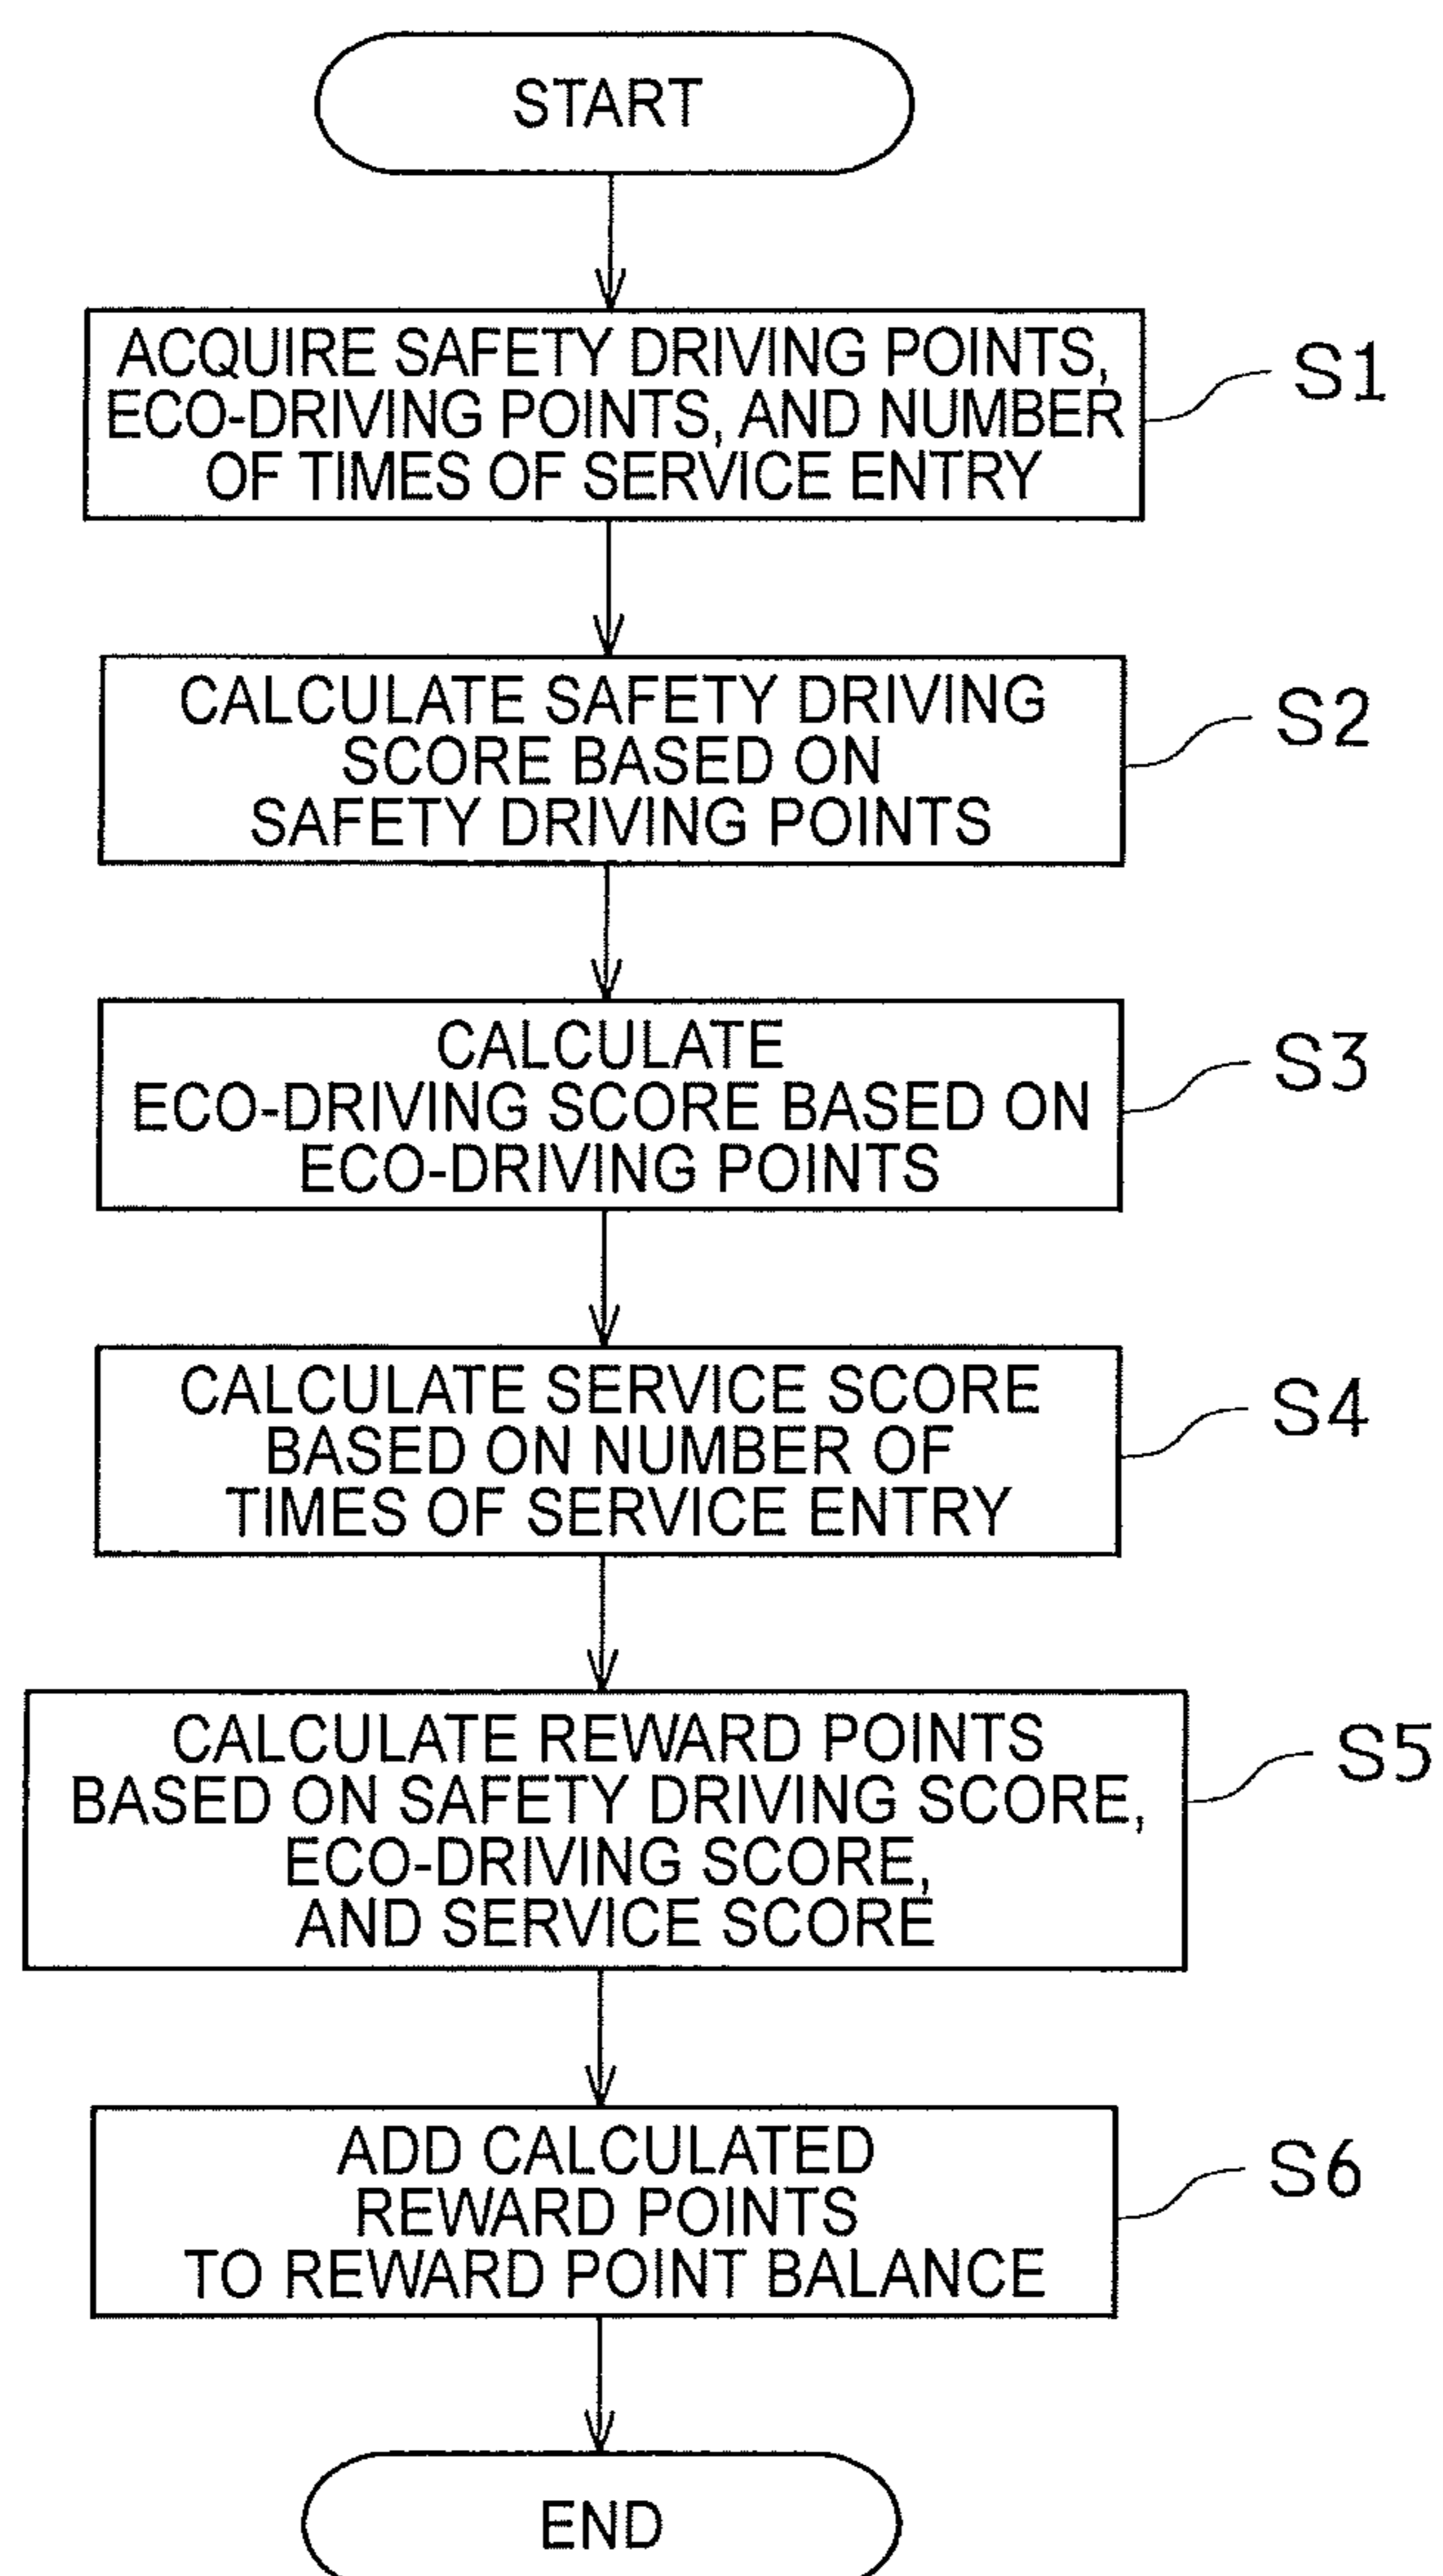 START
ACQUIRE SAFETY DRIVING POINTS,
ECO-DRIVING POINTS, AND NUMBER
OF TIMES OF SERVICE ENTRY
S1
CALCULATE SAFETY DRIVING
SCORE BASED ON
SAFETY DRIVING POINTS
S2
CALCULATE
ECO-DRIVING SCORE BASED ON
ECO-DRIVING POINTS
S3
CALCULATE SERVICE SCORE
BASED ON NUMBER OF
TIMES OF SERVICE ENTRY
S4
CALCULATE REWARD POINTS
BASED ON SAFETY DRIVING SCORE,
ECO-DRIVING SCORE,
AND SERVICE SCORE
S5
ADD CALCULATED
REWARD POINTS
TO REWARD POINT BALANCE
S6
END